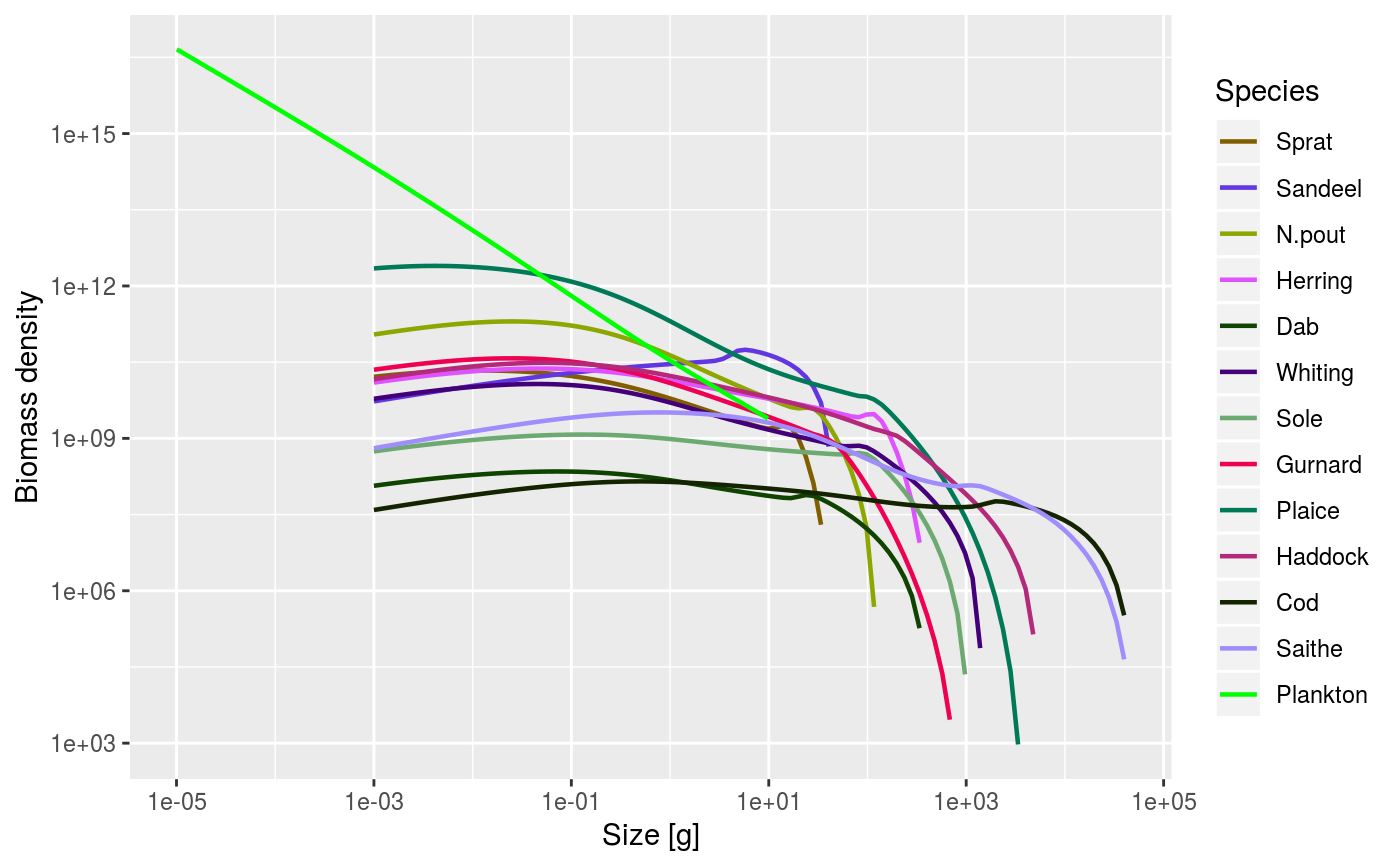 Biomass density
1e+15
1e+12
1e+09
1e+06
1e+03
1e-05
1e-03
1e-01
1e+01
1e+03
1e+05
Size [g]
Species
Sprat
Sandeel
N.pout
Herring
Dab
Whiting
Sole
Gurnard
Plaice
Haddock
Cod
Saithe
Plankton